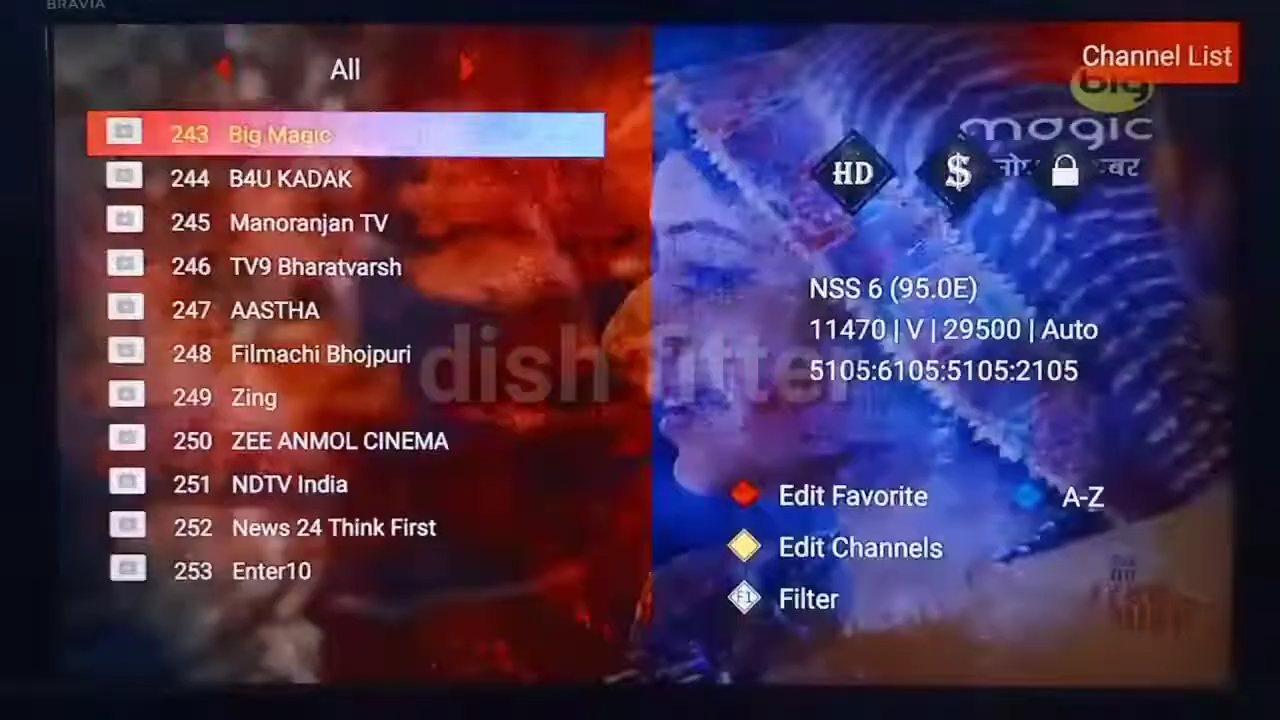 BRAVIA
All
Channel List
big
magic
243 Big Magic
244 B4U KADAK
245 Manoranjan TV
246 TV9 Bharatvarsh
247 AASTHA
248 Filmachi Bhojpuri
249 Zing
250 ZEE ANMOL CINEMA
251 NDTV India
252 News 24 Think First
253 Enter10
HD $
NSS 6 (95.0E)
11470 | V | 29500 | Auto
5105:6105:5105:2105
dish fitter
Edit Favorite
A-Z
Edit Channels
F1 Filter